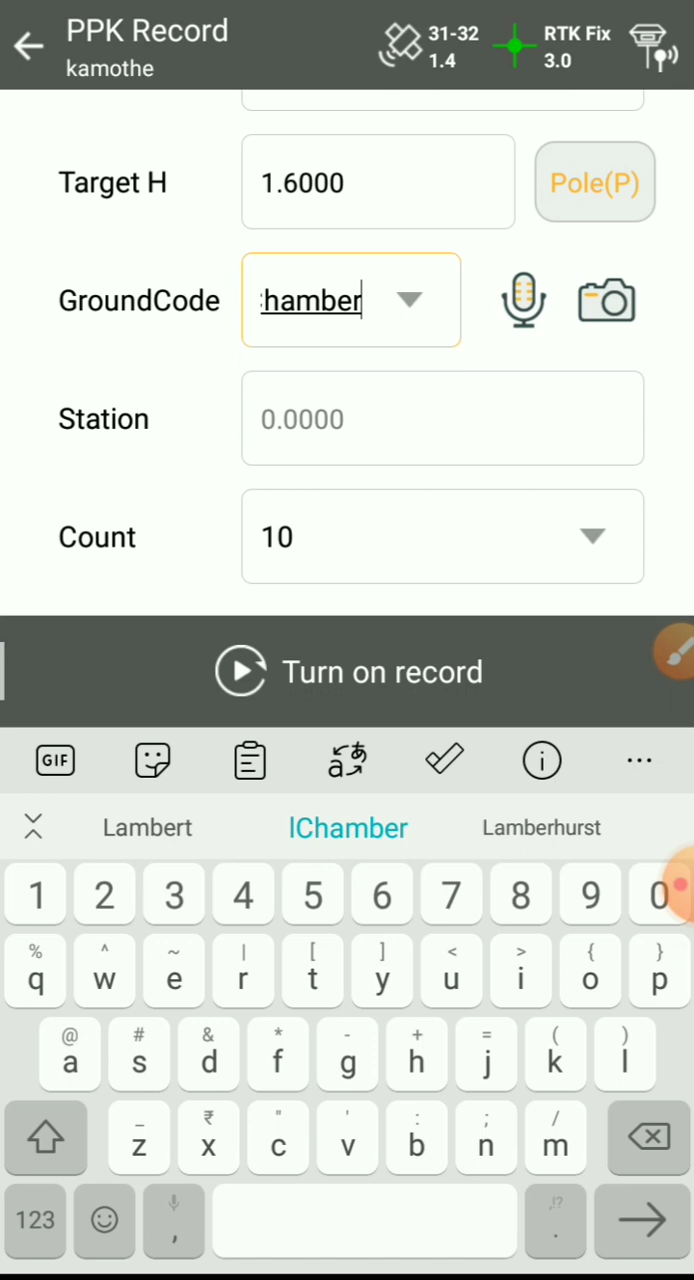 PPK Record
kamothe
31-32
1.4
RTK Fix
3.0
Target H
1.6000
Pole(P)
GroundCode
hamber
Station
0.0000
Count
10
Turn on record
GIF
Lambert
lChamber
Lamberhurst
1 2 3 4 5 6 7 8 9 0
% ^ ~ | [ ] < > { }
q w e r t y u i o p
@ # & * - + = ( )
a s d f g h j k l
_ ₹ " ' : ; /
z x c v b n m
,!?
123 , .